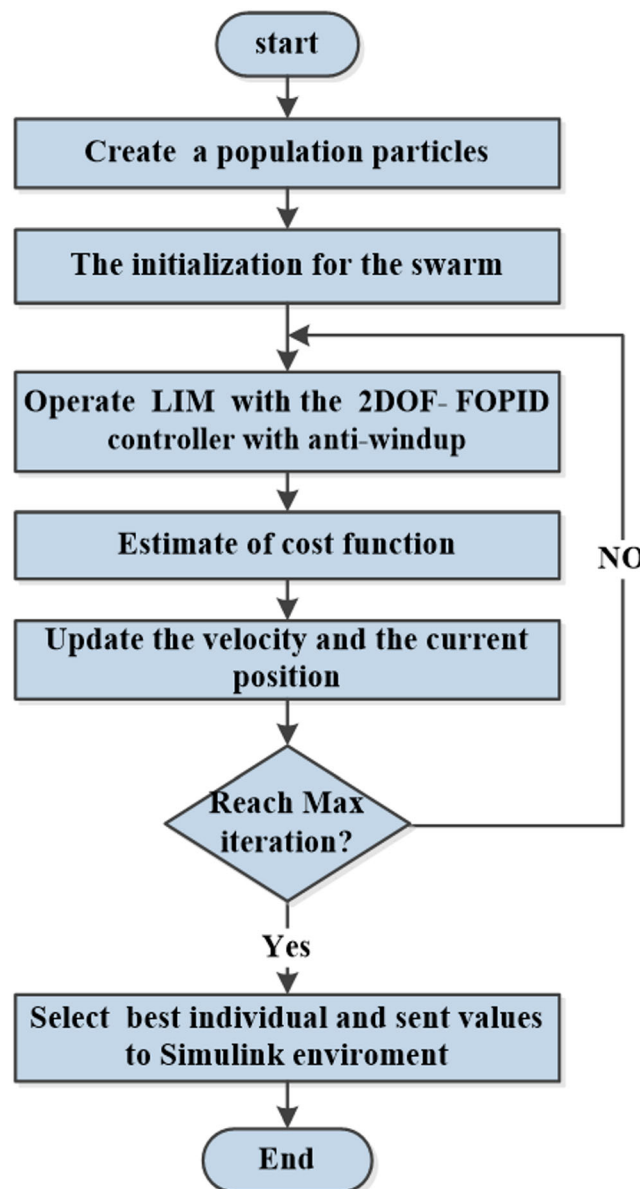 start
Create a population particles
The initialization for the swarm
Operate LIM with the 2DOF- FOPID
controller with anti-windup
Estimate of cost function
NO
Update the velocity and the current
position
Reach Max
iteration?
Yes
Select best individual and sent values
to Simulink enviroment
End